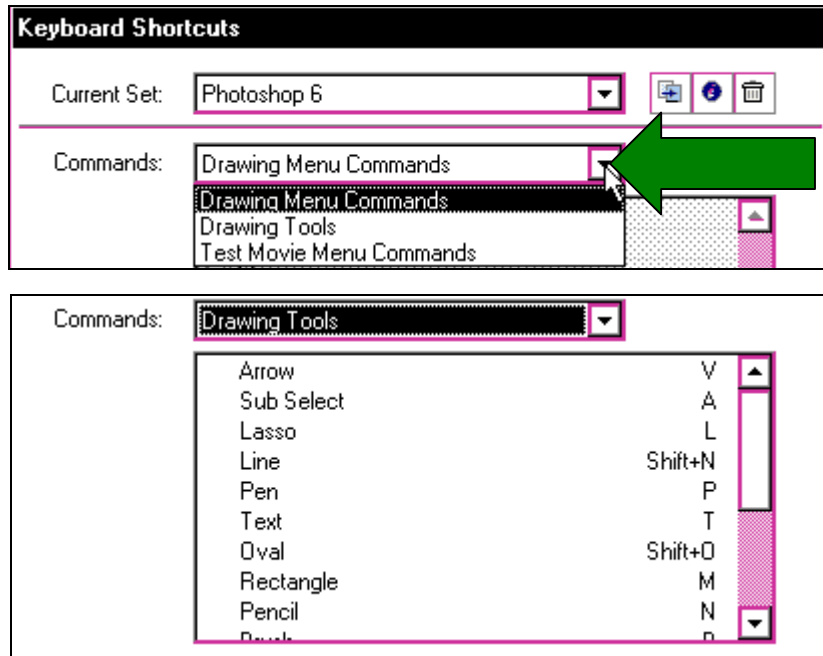 Keyboard Shortcuts
Current Set: Photoshop 6
Commands: Drawing Menu Commands
Drawing Menu Commands
Drawing Tools
Test Movie Menu Commands
Commands: Drawing Tools
Arrow V
Sub Select A
Lasso L
Line Shift+N
Pen P
Text T
Oval Shift+O
Rectangle M
Pencil N